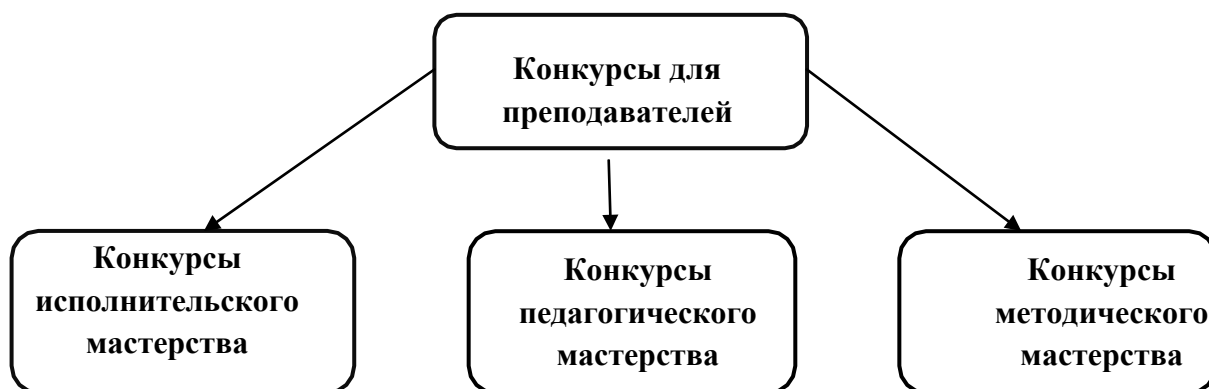 Конкурсы для
преподавателей
Конкурсы
исполнительского
мастерства
Конкурсы
педагогического
мастерства
Конкурсы
методического
мастерства